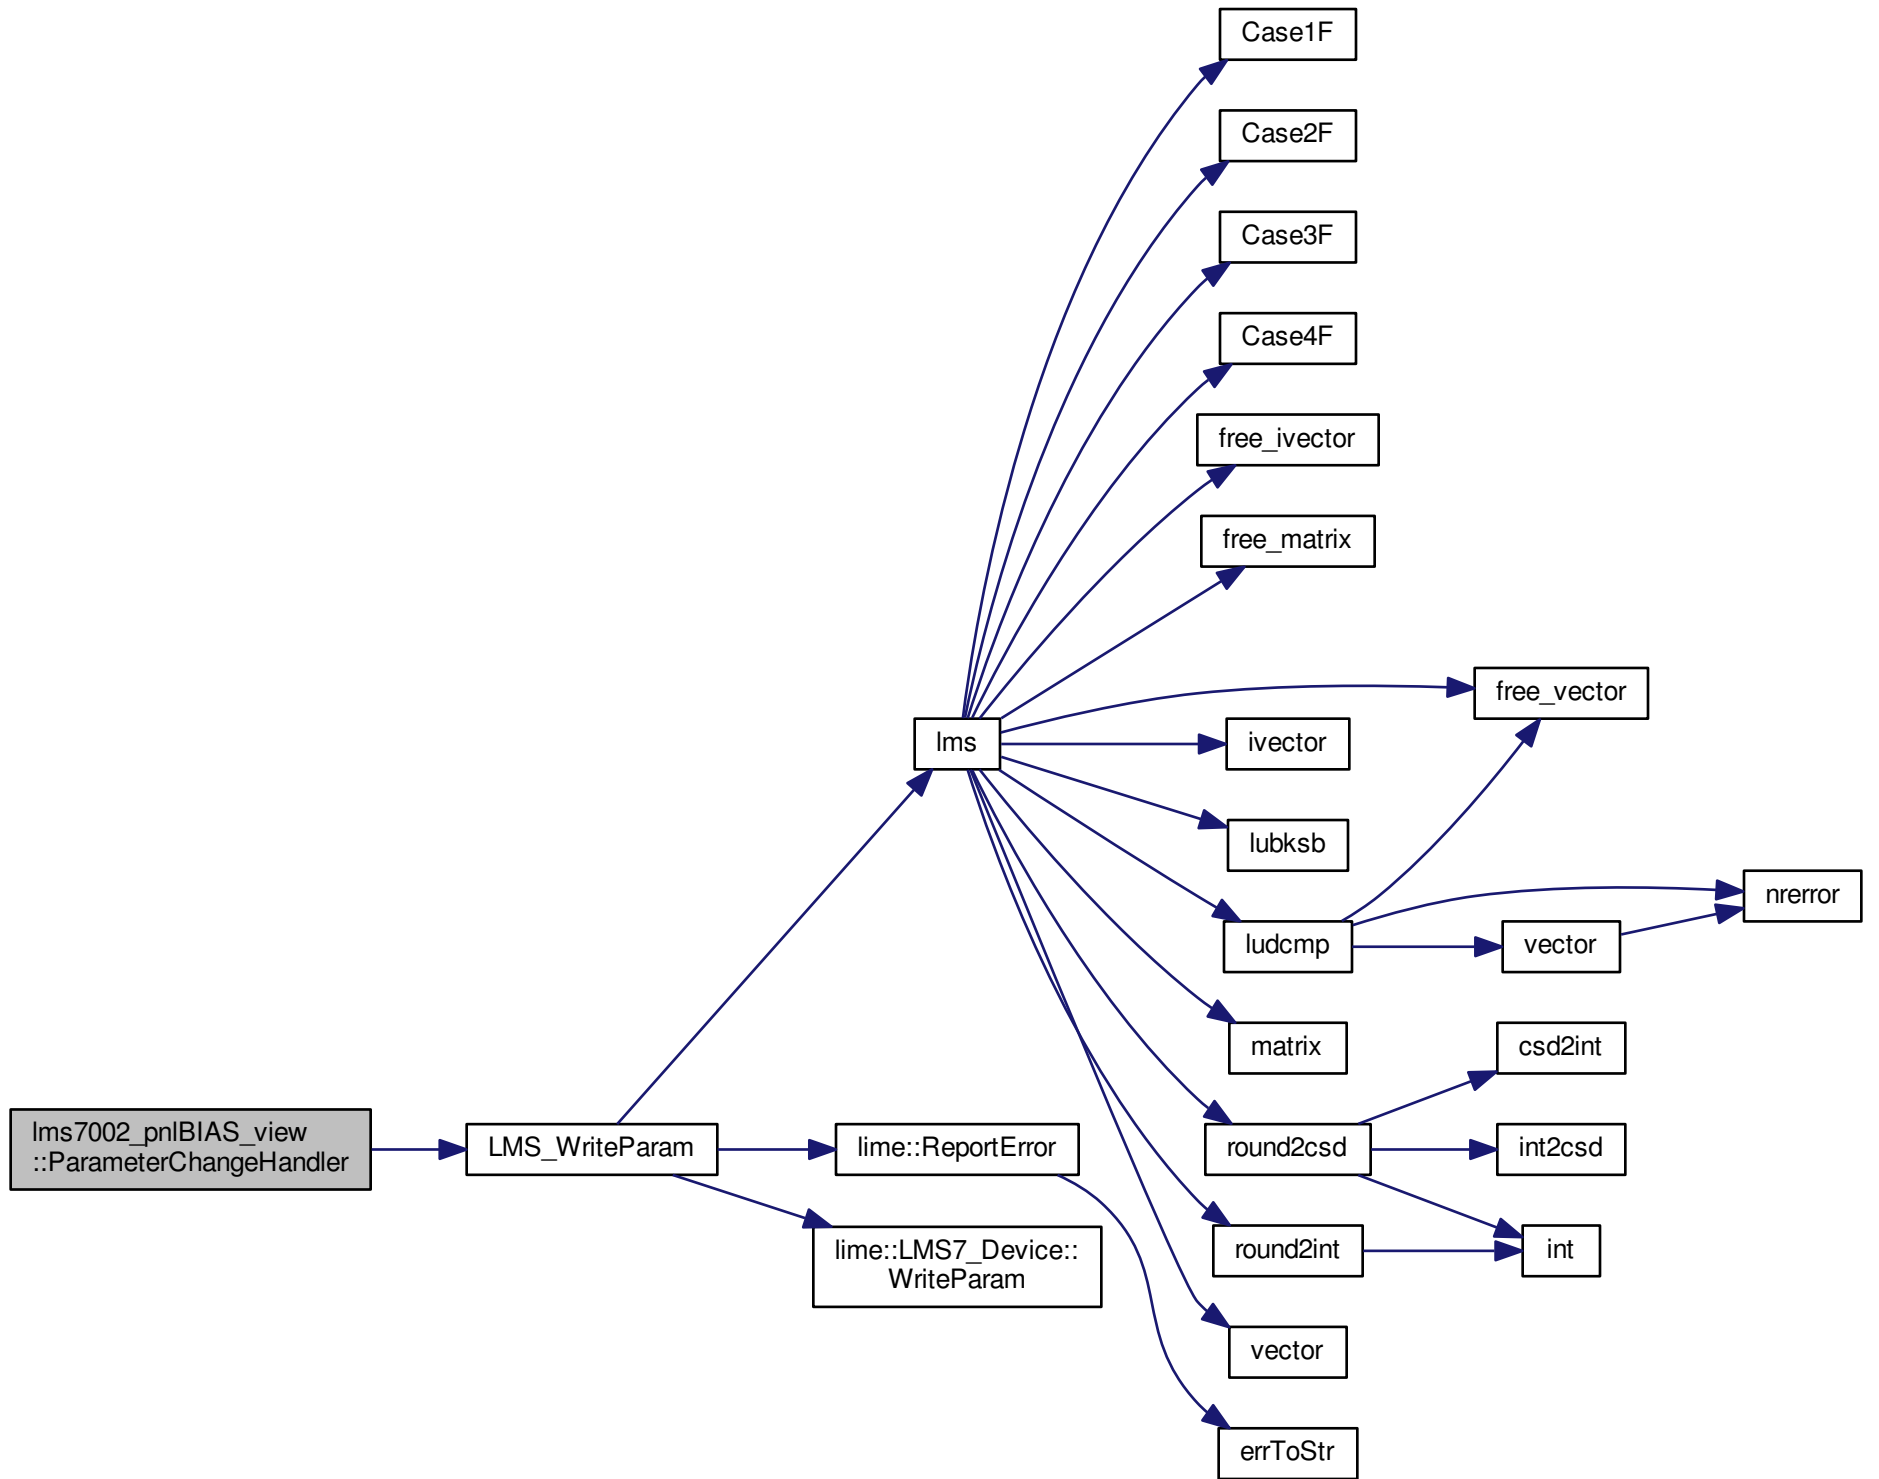 Case1F
Case2F
Case3F
Case4F
free_ivector
free_matrix
free_vector
lms
ivector
lubksb
nrerror
ludcmp
vector
matrix
csd2int
lms7002_pnlBIAS_view
::ParameterChangeHandler
LMS_WriteParam
lime::ReportError
round2csd
int2csd
lime::LMS7_Device::
WriteParam
round2int
int
vector
errToStr